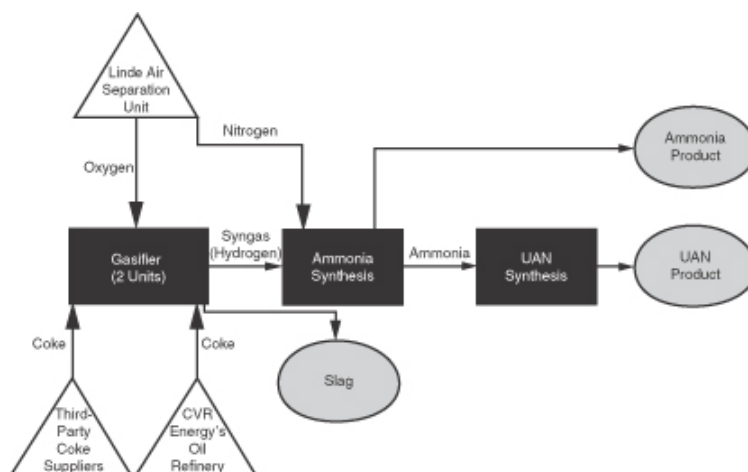 Linde Air
Separation
Unit
Nitrogen
Oxygen
Ammonia
Product
Syngas
(Hydrogen)
Gasifier
(2 Units)
Ammonia
Synthesis
Ammonia
UAN
Synthesis
UAN
Product
Coke
Coke
Slag
Third-
Party
Coke
Suppliers
CVR
Energy's
Oil
Refinery